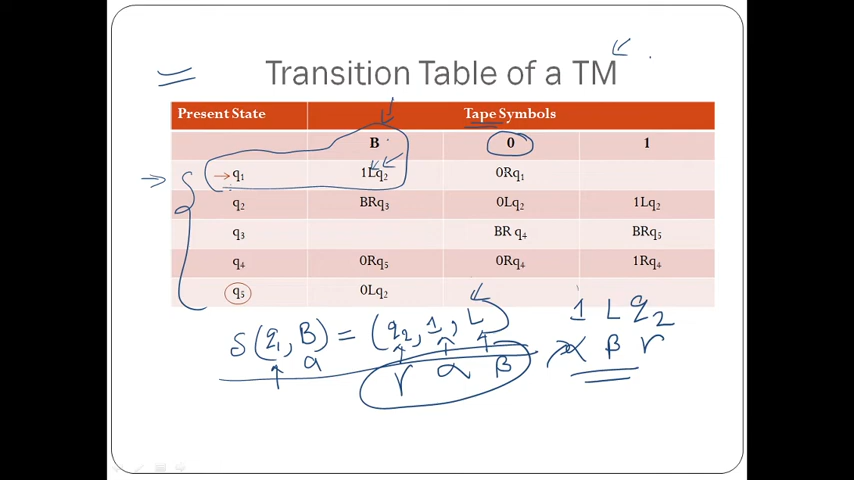 Transition Table of a TM
Present State Tape Symbols
B 0 1
q₁ 1Lq₂ 0Rq₁
q₂ BRq₃ 0Lq₂ 1Lq₂
q₃ BR q₄ BRq₅
q₄ 0Rq₅ 0Rq₄ 1Rq₄
q₅ 0Lq₂
δ(q₁, B) = (q₂, 1, L) 1 L q₂
a γ α β α β γ